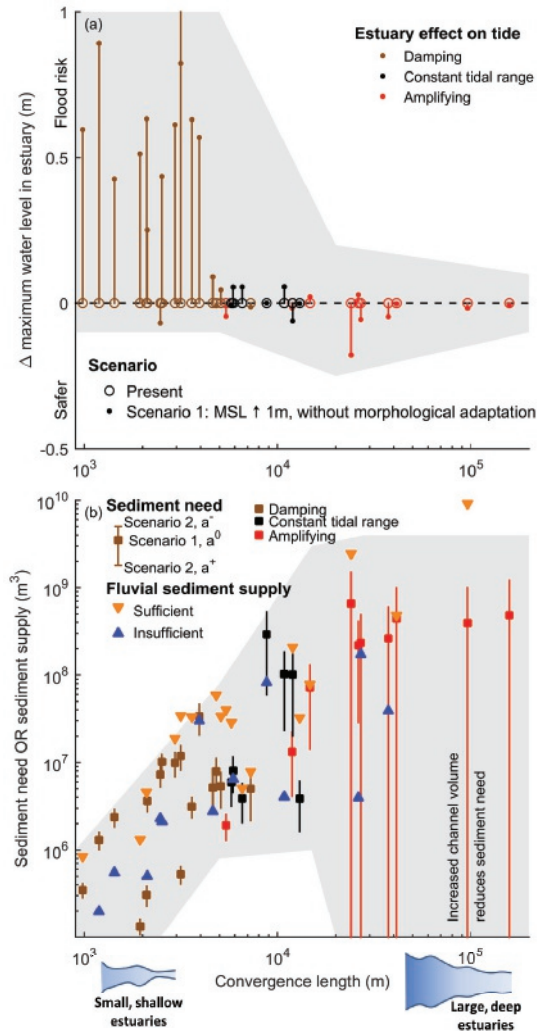 (a)
Estuary effect on tide
Damping
Constant tidal range
Amplifying
Flood risk
Δ maximum water level in estuary (m)
Safer
1
0.5
0
-0.5
Scenario
Present
Scenario 1: MSL ↑ 1m, without morphological adaptation
10³
10⁴
10⁵
(b)
Sediment need
Scenario 2, a⁻
Scenario 1, a⁰
Scenario 2, a⁺
Damping
Constant tidal range
Amplifying
Fluvial sediment supply
Sufficient
Insufficient
Sediment need OR sediment supply (m³)
10¹⁰
10⁹
10⁸
10⁷
10⁶
Increased channel volume
reduces sediment need
10³
10⁴
10⁵
Convergence length (m)
Small, shallow
estuaries
Large, deep
estuaries